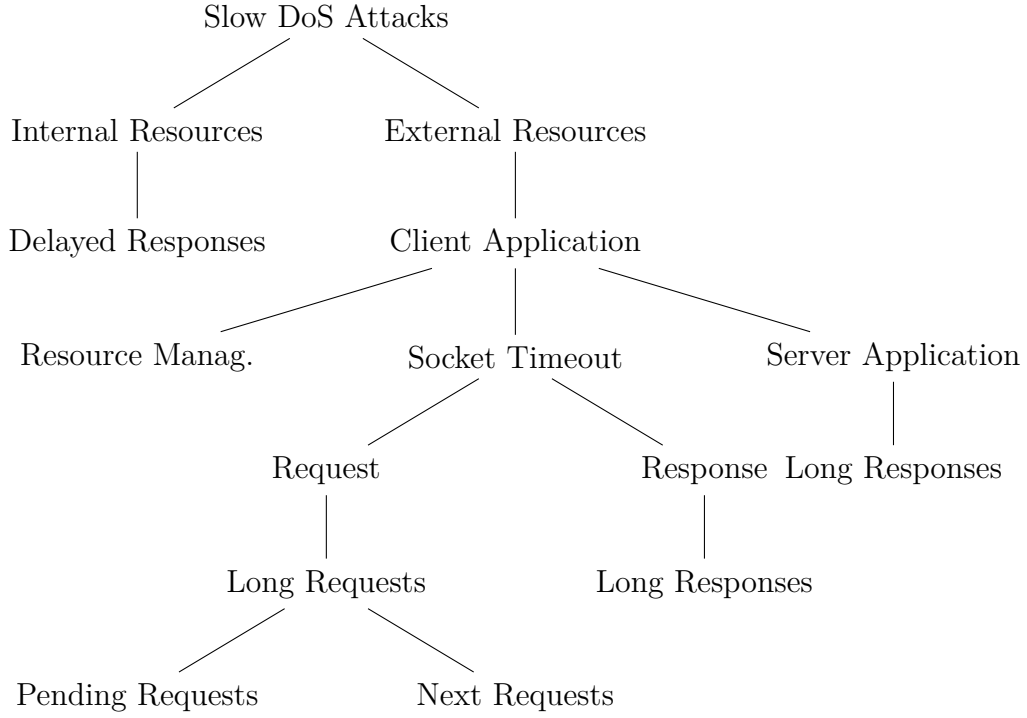 Slow DoS Attacks
Internal Resources
External Resources
Delayed Responses
Client Application
Resource Manag.
Socket Timeout
Server Application
Request
Response
Long Responses
Long Requests
Long Responses
Pending Requests
Next Requests